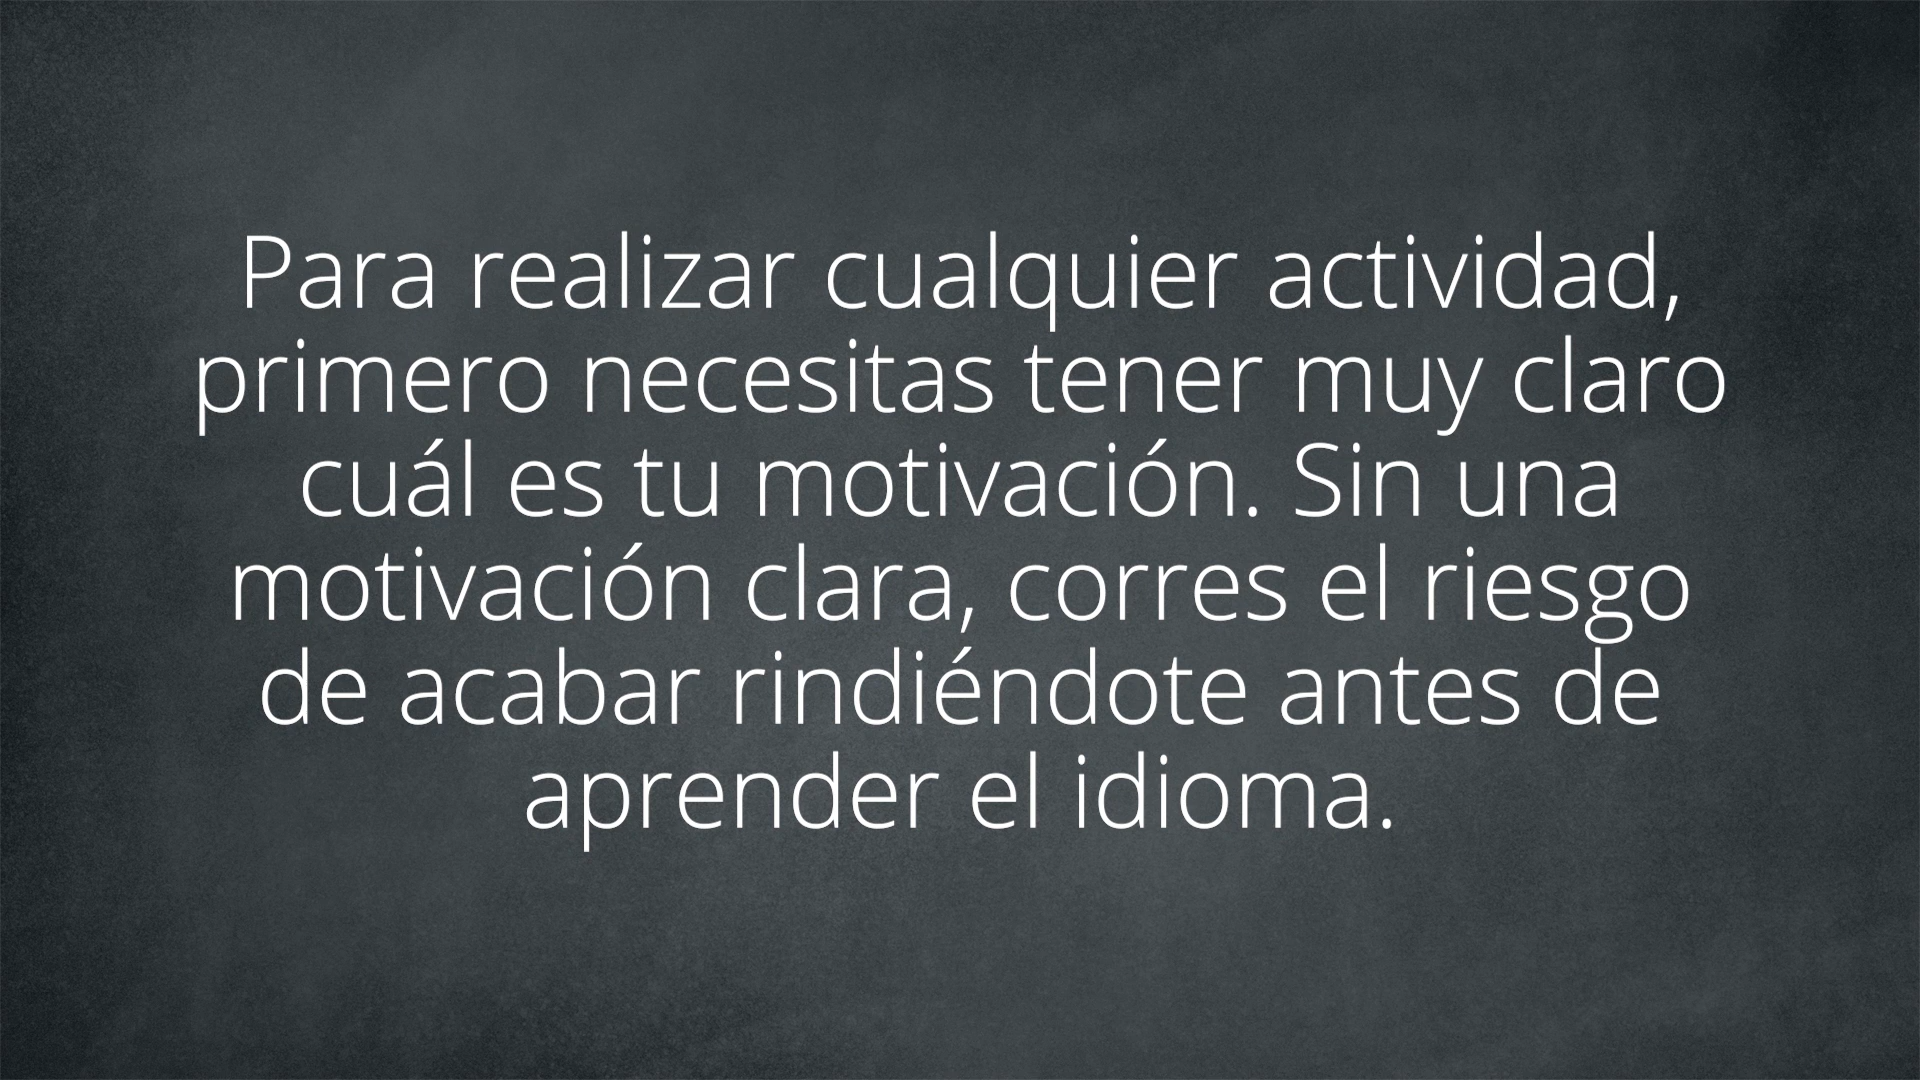 Para realizar cualquier actividad,
primero necesitas tener muy claro
cuál es tu motivación. Sin una
motivación clara, corres el riesgo
de acabar rindiéndote antes de
aprender el idioma.